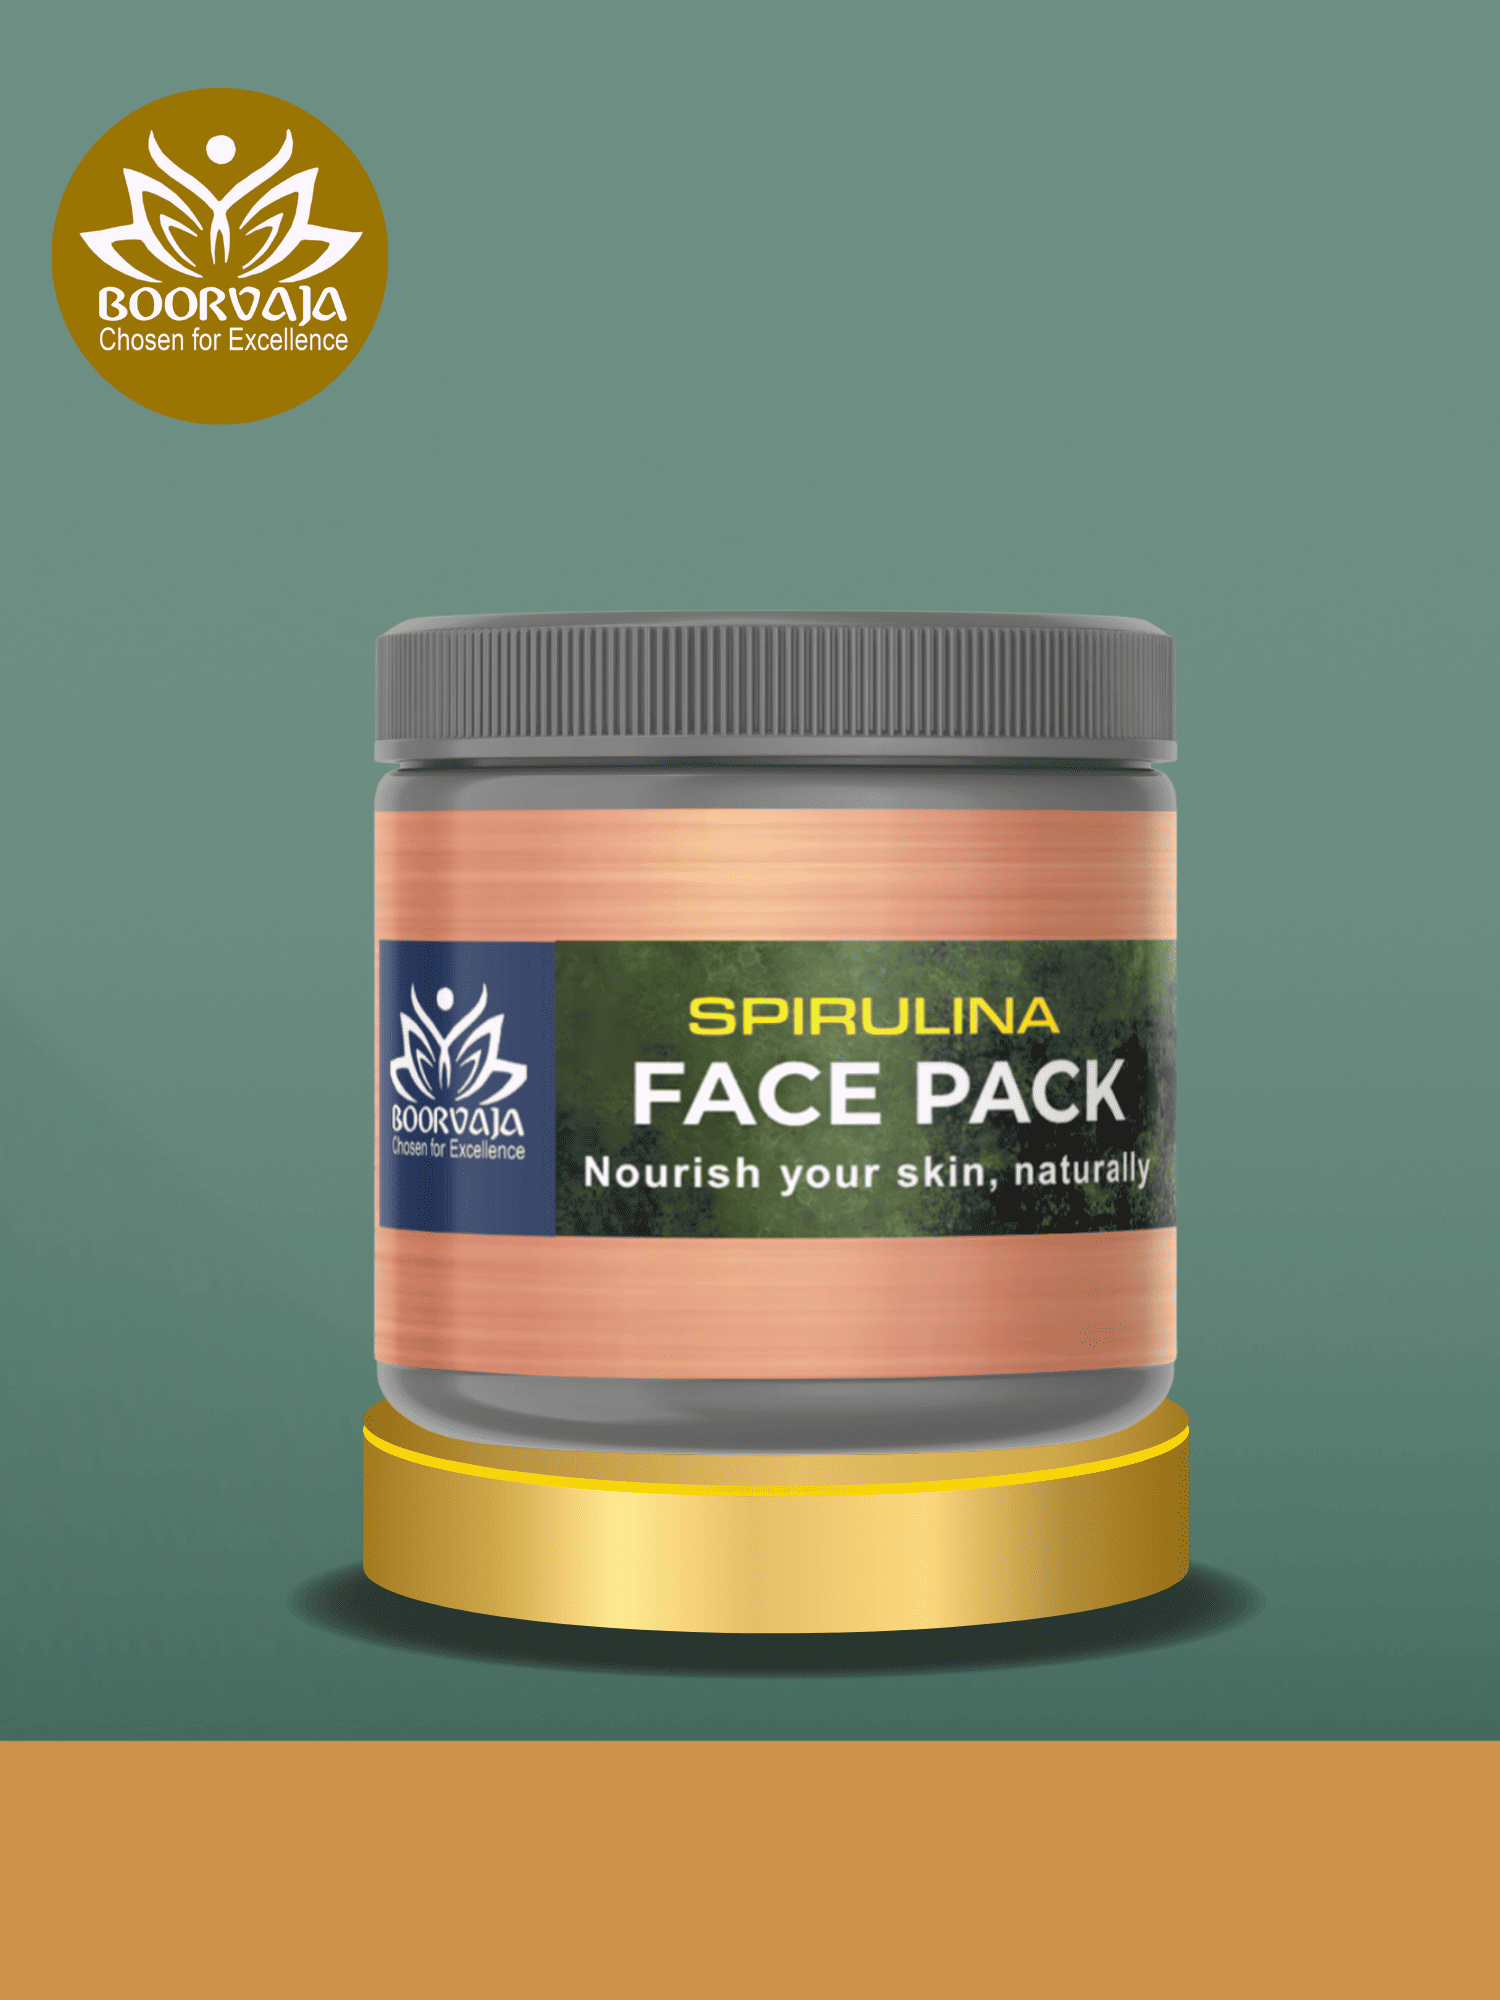 BOORVAJA
Chosen for Excellence
SPIRULINA
FACE PACK
Nourish your skin, naturally
BOORVAJA
Chosen for Excellence